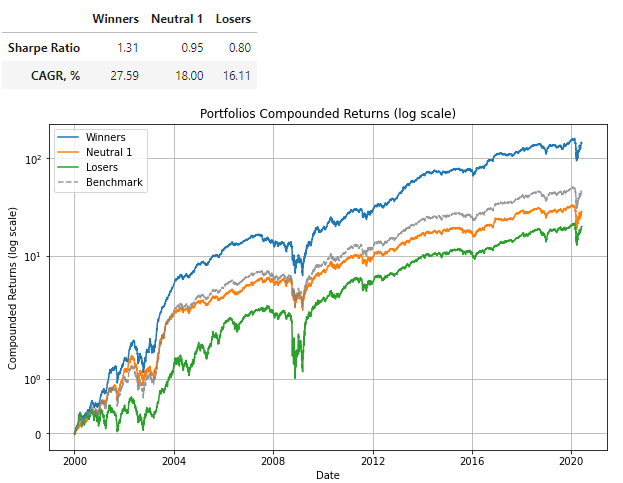 Winners Neutral 1 Losers
Sharpe Ratio 1.31 0.95 0.80
CAGR, % 27.59 18.00 16.11
Portfolios Compounded Returns (log scale)
Winners
Neutral 1
Losers
Benchmark
Compounded Returns (log scale)
10²
10¹
10⁰
0
2000 2004 2008 2012 2016 2020
Date